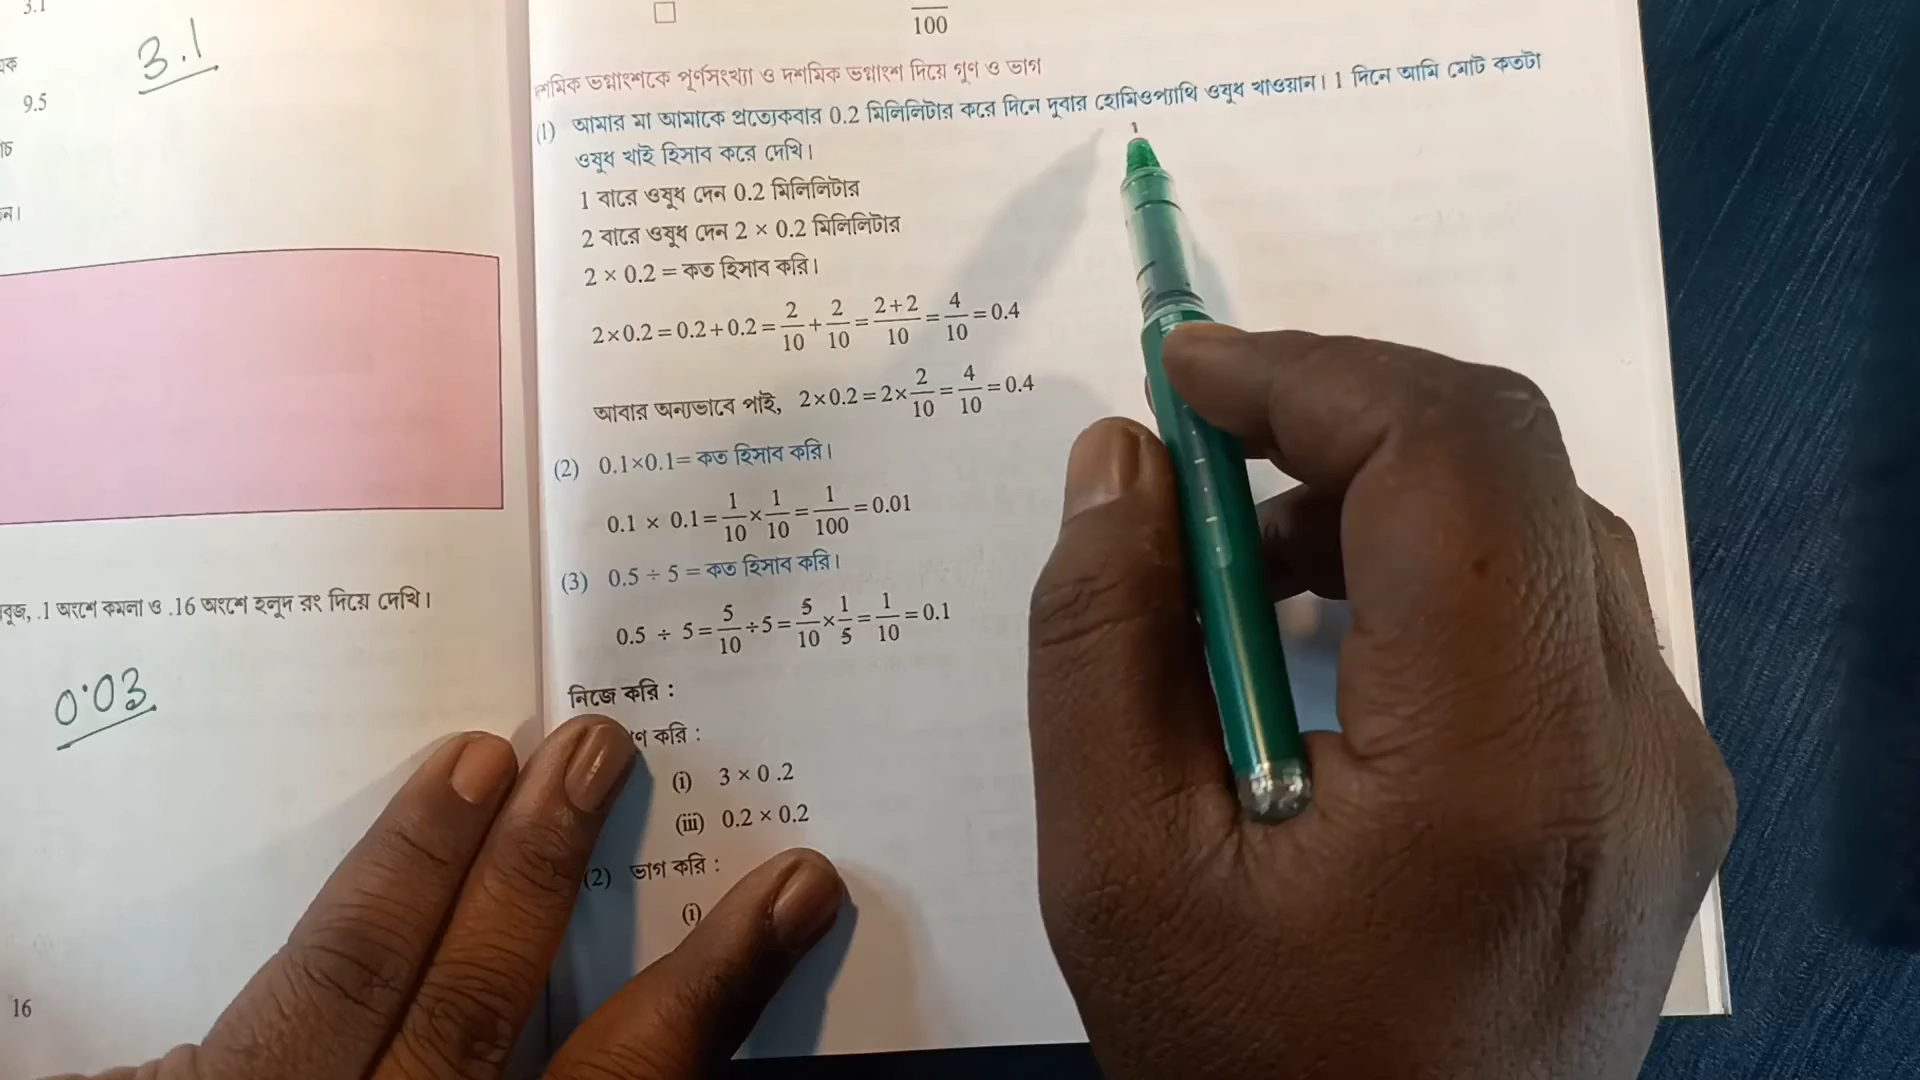 3.1
3.1
9.5
100
ভগ্নাংশকে পূর্ণসংখ্যা ও দশমিক ভগ্নাংশ দিয়ে গুণ ও ভাগ
(1) আমার মা আমাকে প্রত্যেকবার 0.2 মিলিলিটার করে দিনে দুবার হোমিওপ্যাথি ওষুধ খাওয়ান। 1 দিনে আমি মোট কতটা
ওষুধ খাই হিসাব করে দেখি।
1 বারে ওষুধ দেন 0.2 মিলিলিটার
2 বারে ওষুধ দেন 2 × 0.2 মিলিলিটার
2 × 0.2 = কত হিসাব করি।
2×0.2=0.2+0.2= 2/10 + 2/10 = 2+2/10 = 4/10 =0.4
আবার অন্যভাবে পাই, 2×0.2=2× 2/10 = 4/10 =0.4
(2) 0.1×0.1= কত হিসাব করি।
0.1 × 0.1= 1/10 × 1/10 = 1/100 =0.01
(3) 0.5 ÷ 5 = কত হিসাব করি।
0.5 ÷ 5= 5/10 ÷5= 5/10 × 1/5 = 1/10 =0.1
নিজে করি :
করি :
(i) 3 × 0.2
(iii) 0.2 × 0.2
(2) ভাগ করি :
(i)
.1 অংশে কমলা ও .16 অংশে হলুদ রং দিয়ে দেখি।
0.03
16